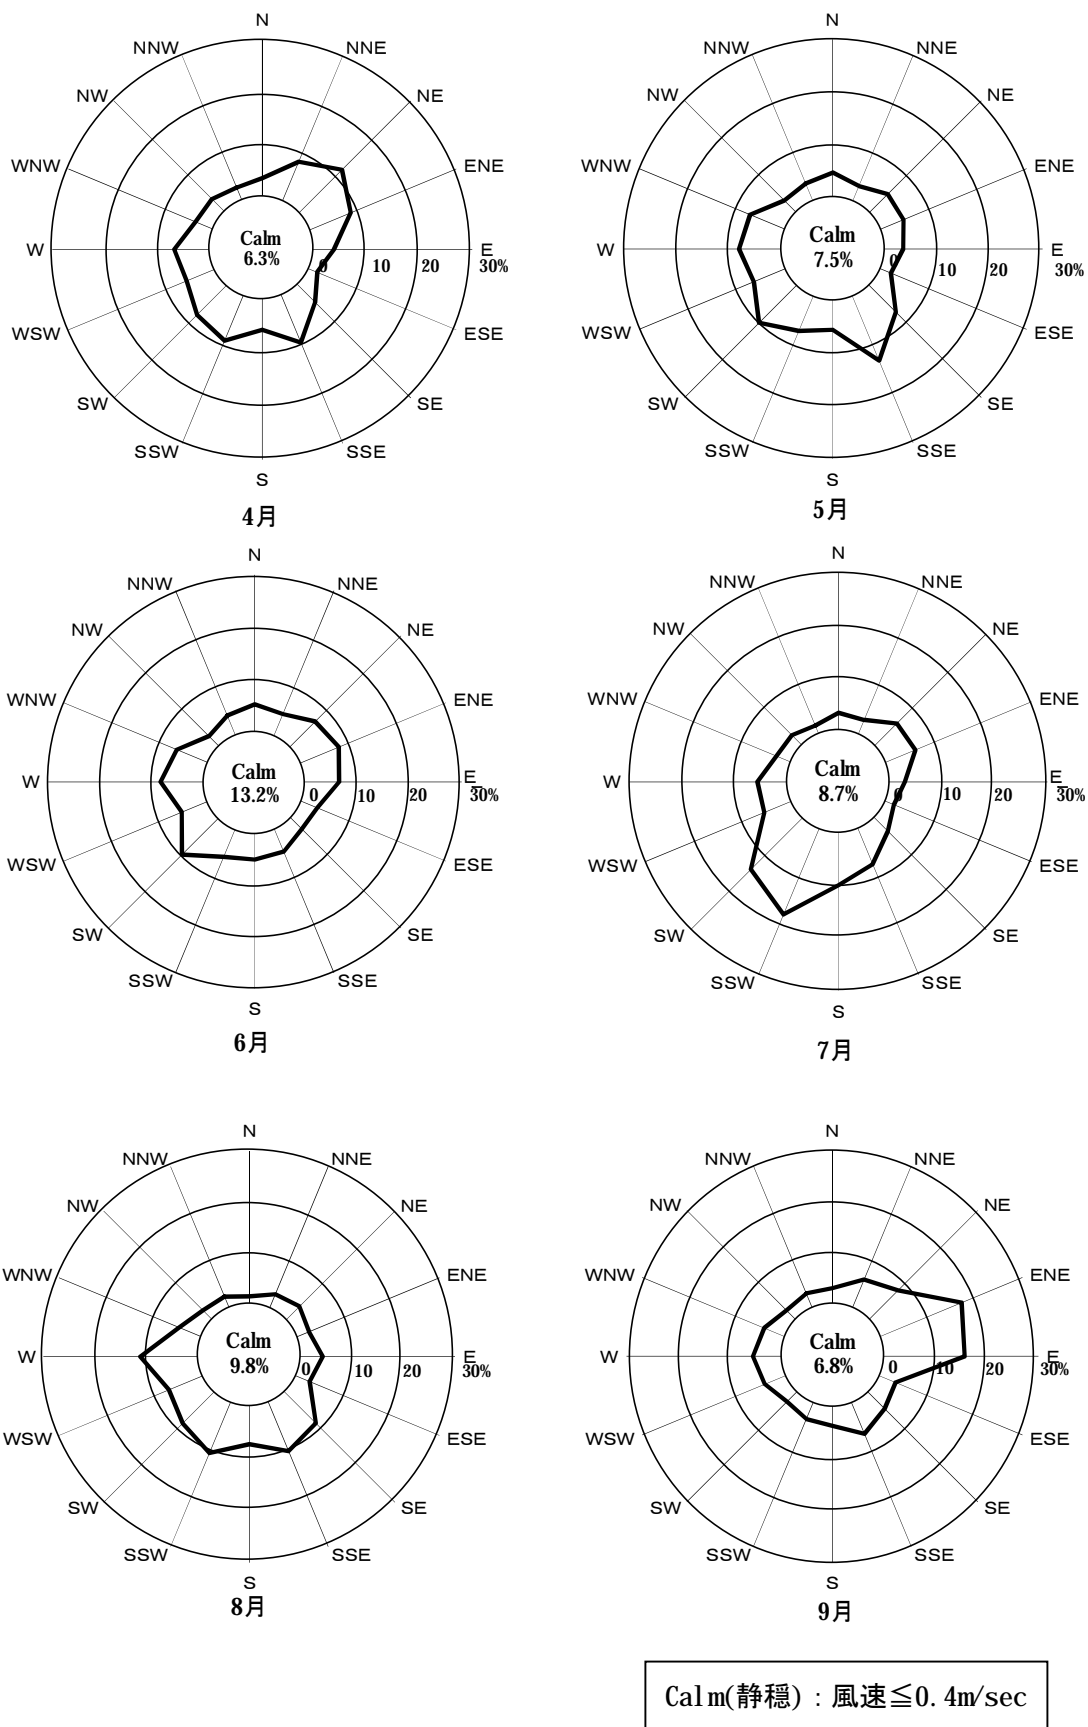 N
NNW NNE
NW NE
WNW ENE
Calm
6.3%
W E
0 10 20 30%
WSW ESE
SW SE
SSW SSE
S
4月
N
NNW NNE
NW NE
WNW ENE
Calm
7.5%
W E
0 10 20 30%
WSW ESE
SW SE
SSW SSE
S
5月
N
NNW NNE
NW NE
WNW ENE
Calm
13.2%
W E
0 10 20 30%
WSW ESE
SW SE
SSW SSE
S
6月
N
NNW NNE
NW NE
WNW ENE
Calm
8.7%
W E
0 10 20 30%
WSW ESE
SW SE
SSW SSE
S
7月
N
NNW NNE
NW NE
WNW ENE
Calm
9.8%
W E
0 10 20 30%
WSW ESE
SW SE
SSW SSE
S
8月
N
NNW NNE
NW NE
WNW ENE
Calm
6.8%
W E
0 10 20 30%
WSW ESE
SW SE
SSW SSE
S
9月
Calm(静穏)：風速≦0.4m/sec